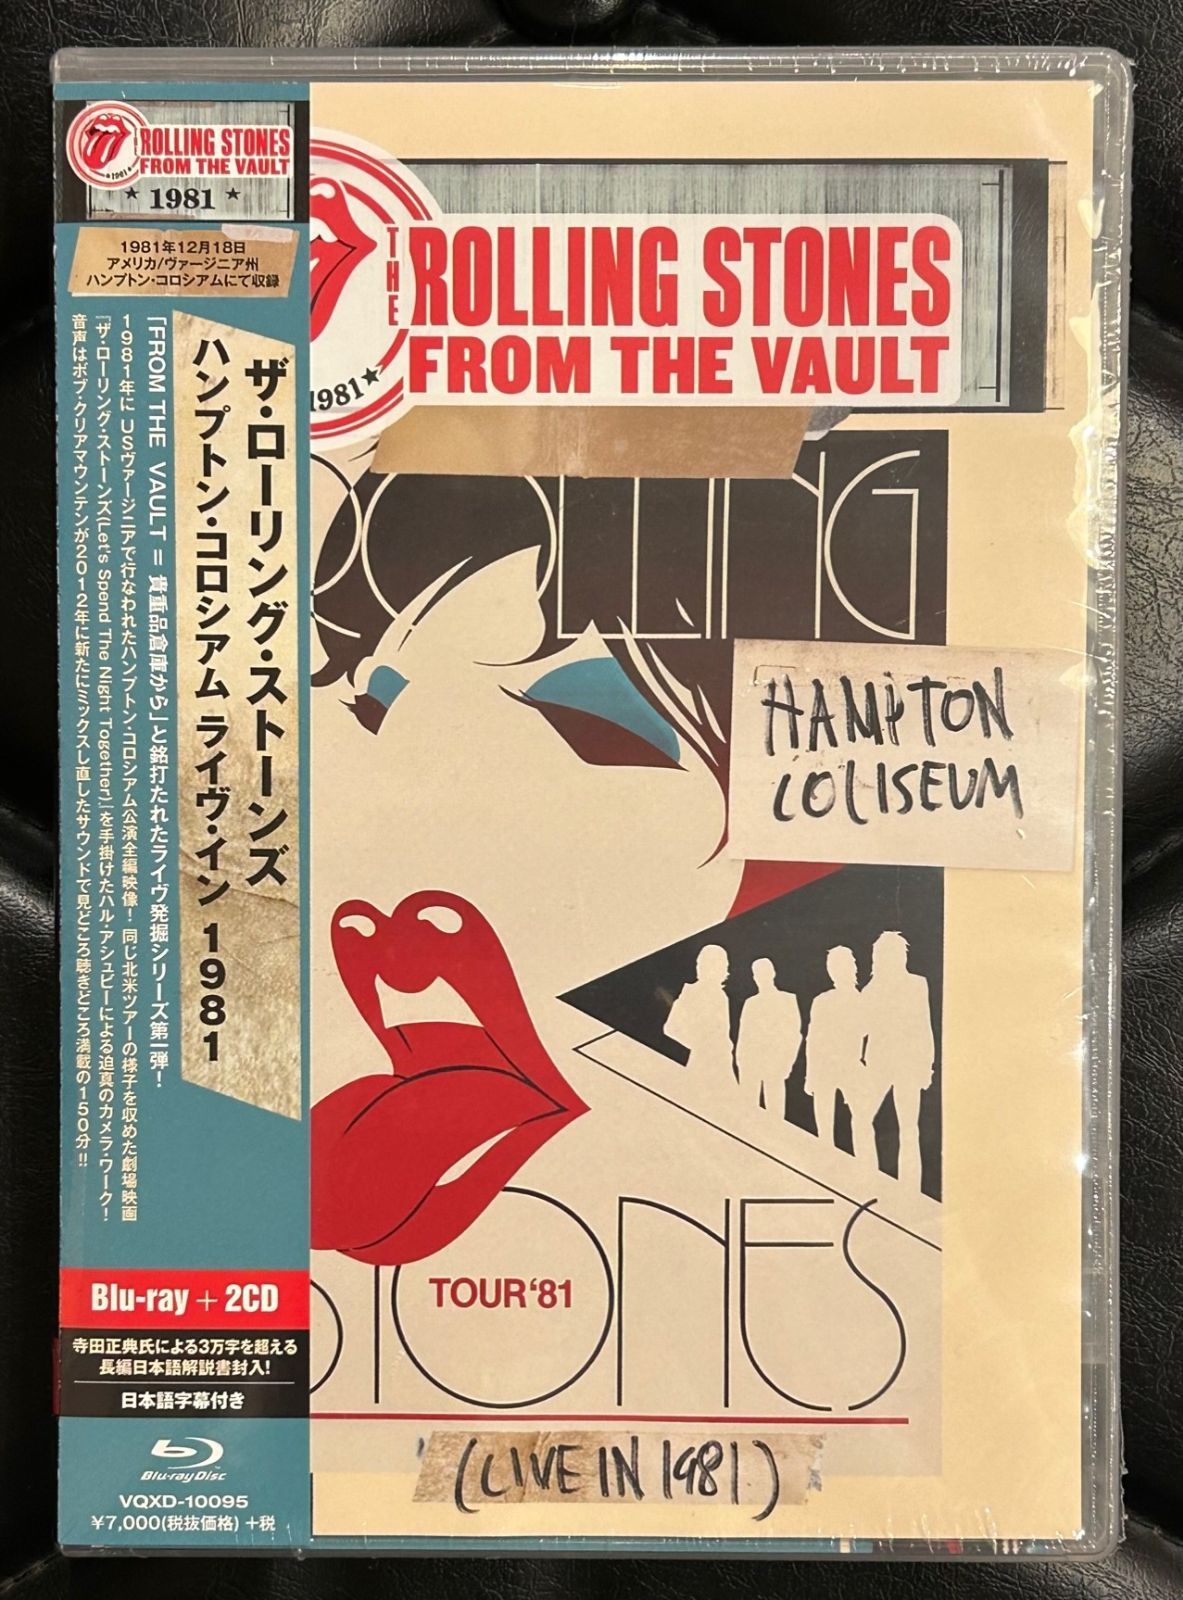 THE
ROLLING STONES
FROM THE VAULT
★1981★
★ 1981 ★
1981年12月18日
アメリカ/ヴァージニア州
ハンプトン・コロシアムにて収録
ザ・ローリング・ストーンズ
ハンプトン・コロシアム ライヴ・イン 1981
「FROM THE VAULT = 貴重品倉庫から」と銘打たれたライヴ発掘シリーズ第一弾!
1981年に USヴァージニアで行なわれたハンプトン・コロシアム公演全編映像! 同じ北米ツアーの様子を収めた劇場映画
『ザ・ローリング・ストーンズ(Let's Spend The Night Together)』を手掛けたハル・アシュビーによる迫真のカメラ・ワーク!
音声はボブ・クリアマウンテンが2012年に新たにミックスし直したサウンドで見どころ聴きどころ満載の150分!!
Blu-ray + 2CD
寺田正典氏による3万字を超える
長編日本語解説書封入!
日本語字幕付き
Blu-ray Disc
VQXD-10095
¥7,000(税抜価格)+税
THE
ROLLING STONES
FROM THE VAULT
1981★
ROLLING
HAMPTON
COLISEUM
STONES
TOUR'81
(LIVE IN 1981)